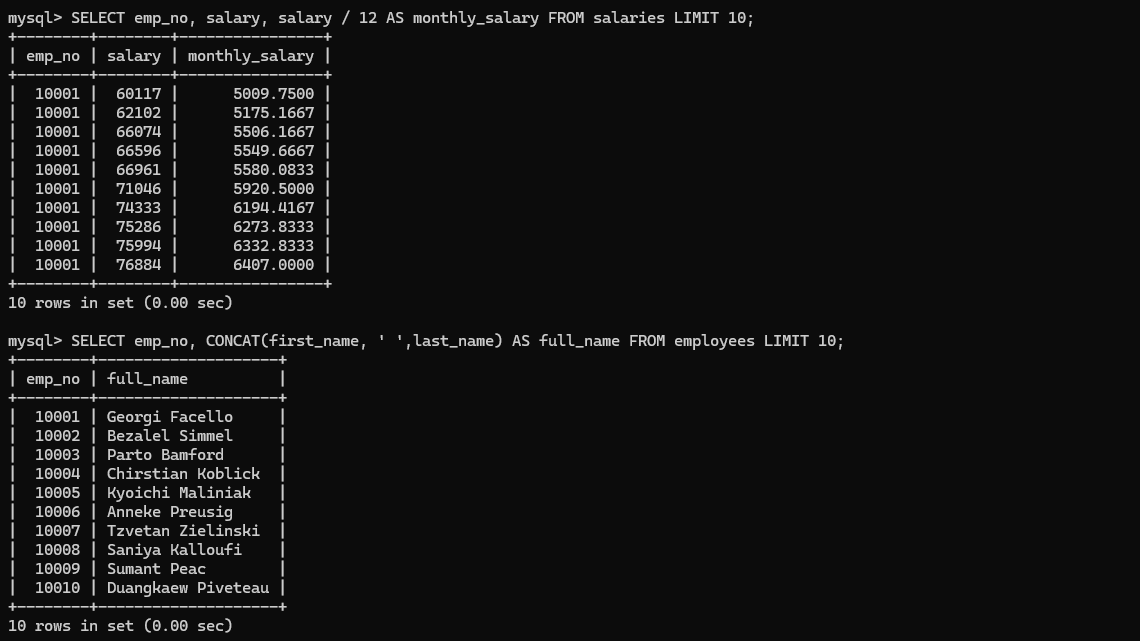 mysql> SELECT emp_no, salary, salary / 12 AS monthly_salary FROM salaries LIMIT 10;
+--------+--------+----------------+
| emp_no | salary | monthly_salary |
+--------+--------+----------------+
|  10001 |  60117 |      5009.7500 |
|  10001 |  62102 |      5175.1667 |
|  10001 |  66074 |      5506.1667 |
|  10001 |  66596 |      5549.6667 |
|  10001 |  66961 |      5580.0833 |
|  10001 |  71046 |      5920.5000 |
|  10001 |  74333 |      6194.4167 |
|  10001 |  75286 |      6273.8333 |
|  10001 |  75994 |      6332.8333 |
|  10001 |  76884 |      6407.0000 |
+--------+--------+----------------+
10 rows in set (0.00 sec)

mysql> SELECT emp_no, CONCAT(first_name, ' ',last_name) AS full_name FROM employees LIMIT 10;
+--------+--------------------+
| emp_no | full_name          |
+--------+--------------------+
|  10001 | Georgi Facello     |
|  10002 | Bezalel Simmel     |
|  10003 | Parto Bamford      |
|  10004 | Chirstian Koblick  |
|  10005 | Kyoichi Maliniak   |
|  10006 | Anneke Preusig     |
|  10007 | Tzvetan Zielinski  |
|  10008 | Saniya Kalloufi    |
|  10009 | Sumant Peac        |
|  10010 | Duangkaew Piveteau |
+--------+--------------------+
10 rows in set (0.00 sec)